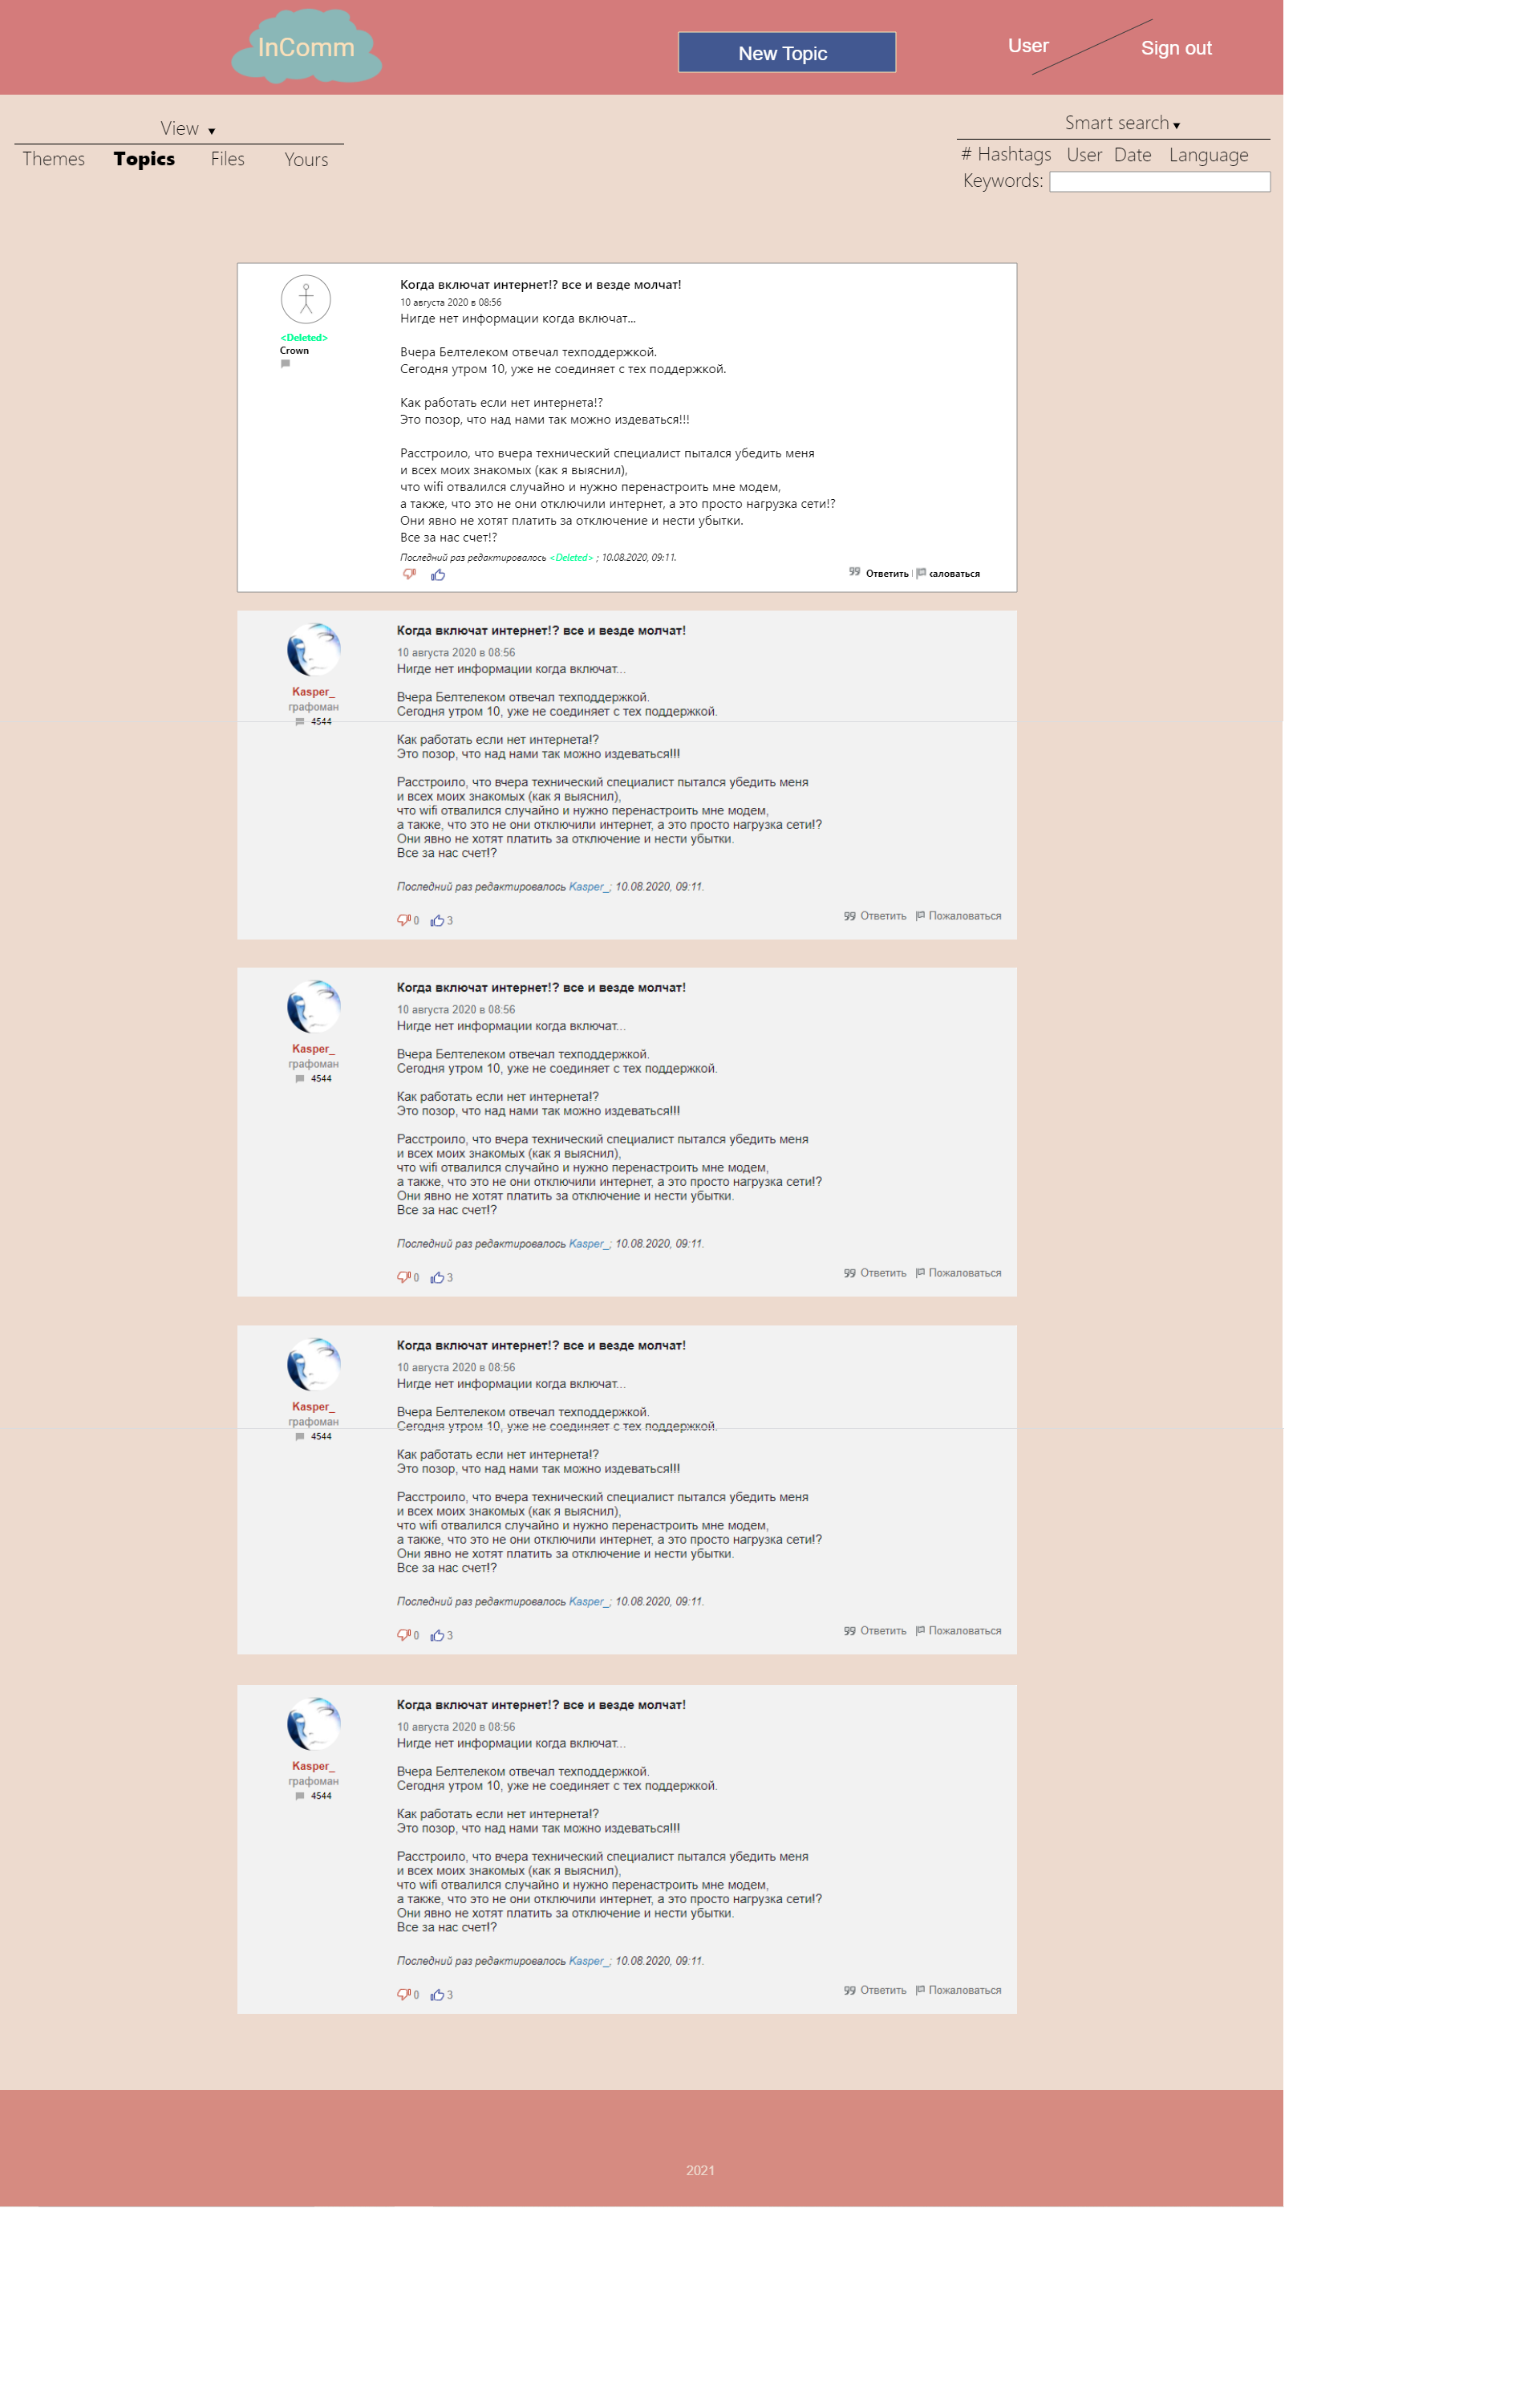 InComm
New Topic
User
Sign out
View ▼
Themes Topics Files Yours
Smart search ▼
# Hashtags User Date Language
Keywords:
Когда включат интернет!? все и везде молчат!
10 августа 2020 в 08:56
Нигде нет информации когда включат...
Вчера Белтелеком отвечал техподдержкой.
Сегодня утром 10, уже не соединяет с тех поддержкой.
Как работать если нет интернета!?
Это позор, что над нами так можно издеваться!!!
Расстроило, что вчера технический специалист пытался убедить меня
и всех моих знакомых (как я выяснил),
что wifi отвалился случайно и нужно перенастроить мне модем,
а также, что это не они отключили интернет, а это просто нагрузка сети!?
Они явно не хотят платить за отключение и нести убытки.
Все за нас счет!?
Последний раз редактировалось <Deleted> ; 10.08.2020, 09:11.
<Deleted>
Crown
Ответить | саловаться
Когда включат интернет!? все и везде молчат!
10 августа 2020 в 08:56
Нигде нет информации когда включат...
Вчера Белтелеком отвечал техподдержкой.
Сегодня утром 10, уже не соединяет с тех поддержкой.
Как работать если нет интернета!?
Это позор, что над нами так можно издеваться!!!
Расстроило, что вчера технический специалист пытался убедить меня
и всех моих знакомых (как я выяснил),
что wifi отвалился случайно и нужно перенастроить мне модем,
а также, что это не они отключили интернет, а это просто нагрузка сети!?
Они явно не хотят платить за отключение и нести убытки.
Все за нас счет!?
Последний раз редактировалось Kasper_; 10.08.2020, 09:11.
Kasper_
графоман
4544
0 3
Ответить Пожаловаться
Когда включат интернет!? все и везде молчат!
10 августа 2020 в 08:56
Нигде нет информации когда включат...
Вчера Белтелеком отвечал техподдержкой.
Сегодня утром 10, уже не соединяет с тех поддержкой.
Как работать если нет интернета!?
Это позор, что над нами так можно издеваться!!!
Расстроило, что вчера технический специалист пытался убедить меня
и всех моих знакомых (как я выяснил),
что wifi отвалился случайно и нужно перенастроить мне модем,
а также, что это не они отключили интернет, а это просто нагрузка сети!?
Они явно не хотят платить за отключение и нести убытки.
Все за нас счет!?
Последний раз редактировалось Kasper_; 10.08.2020, 09:11.
Kasper_
графоман
4544
0 3
Ответить Пожаловаться
Когда включат интернет!? все и везде молчат!
10 августа 2020 в 08:56
Нигде нет информации когда включат...
Вчера Белтелеком отвечал техподдержкой.
Сегодня утром 10, уже не соединяет с тех поддержкой.
Как работать если нет интернета!?
Это позор, что над нами так можно издеваться!!!
Расстроило, что вчера технический специалист пытался убедить меня
и всех моих знакомых (как я выяснил),
что wifi отвалился случайно и нужно перенастроить мне модем,
а также, что это не они отключили интернет, а это просто нагрузка сети!?
Они явно не хотят платить за отключение и нести убытки.
Все за нас счет!?
Последний раз редактировалось Kasper_; 10.08.2020, 09:11.
Kasper_
графоман
4544
0 3
Ответить Пожаловаться
Когда включат интернет!? все и везде молчат!
10 августа 2020 в 08:56
Нигде нет информации когда включат...
Вчера Белтелеком отвечал техподдержкой.
Сегодня утром 10, уже не соединяет с тех поддержкой.
Как работать если нет интернета!?
Это позор, что над нами так можно издеваться!!!
Расстроило, что вчера технический специалист пытался убедить меня
и всех моих знакомых (как я выяснил),
что wifi отвалился случайно и нужно перенастроить мне модем,
а также, что это не они отключили интернет, а это просто нагрузка сети!?
Они явно не хотят платить за отключение и нести убытки.
Все за нас счет!?
Последний раз редактировалось Kasper_; 10.08.2020, 09:11.
Kasper_
графоман
4544
0 3
Ответить Пожаловаться
2021